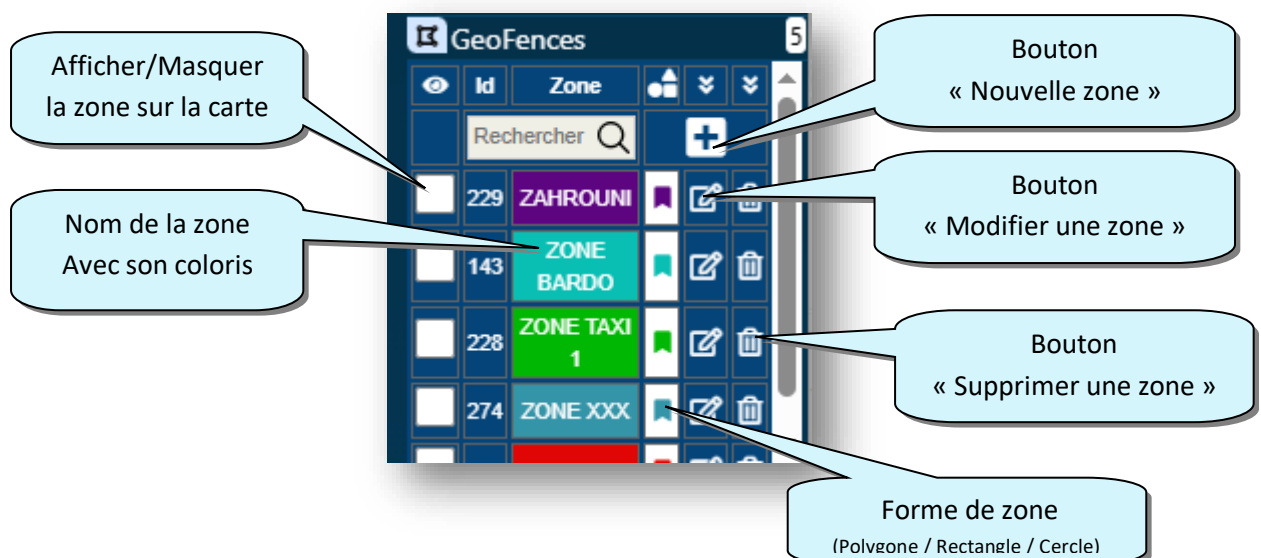 GeoFences 5
Id Zone
Rechercher
229 ZAHROUNI
143 ZONE
BARDO
228 ZONE TAXI
1
274 ZONE XXX
Afficher/Masquer
la zone sur la carte
Nom de la zone
Avec son coloris
Bouton
« Nouvelle zone »
Bouton
« Modifier une zone »
Bouton
« Supprimer une zone »
Forme de zone
(Polygone / Rectangle / Cercle)